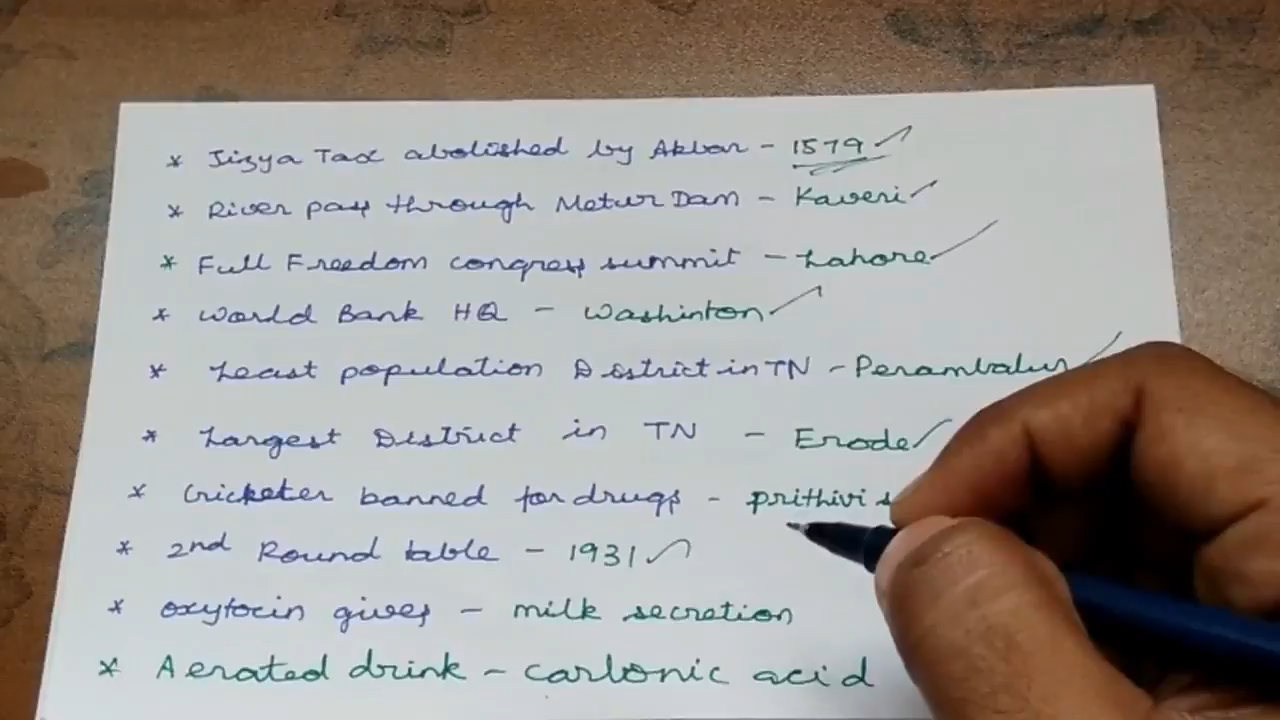 * Jizya Tax abolished by Akbar - 1579
* River pass through Metur Dam - Kaveri
* Full Freedom congress summit - Lahore
* World Bank HQ - Washinton
* Least population District in TN - Perambalur
* Largest District in TN - Erode
* Cricketer banned for drugs - prithivi s
* 2nd Round table - 1931
* oxytocin gives - milk secretion
* Aerated drink - carbonic acid